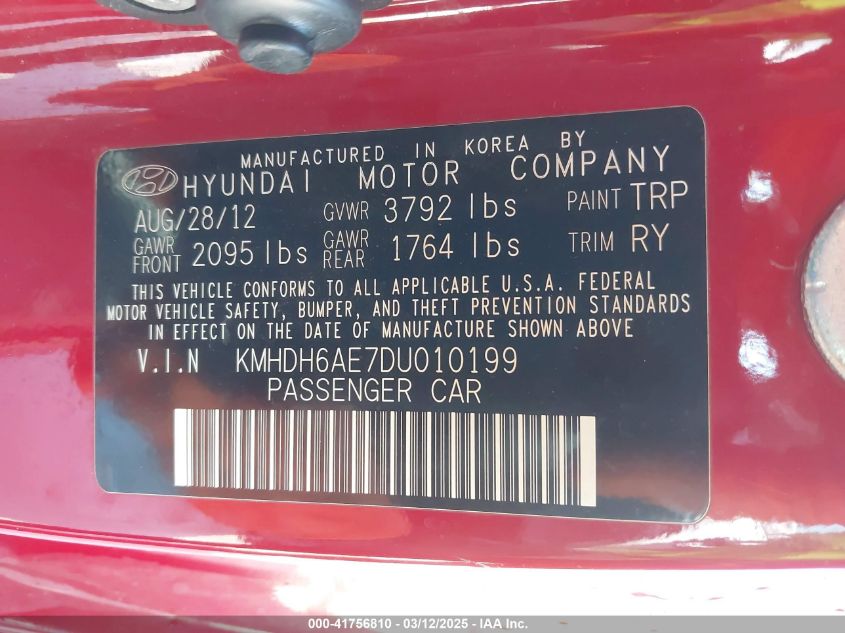 MANUFACTURED IN KOREA BY
HYUNDAI MOTOR COMPANY
AUG/28/12 GVWR 3792 lbs PAINT TRP
GAWR FRONT 2095 lbs GAWR REAR 1764 lbs TRIM RY
THIS VEHICLE CONFORMS TO ALL APPLICABLE U.S.A. FEDERAL
MOTOR VEHICLE SAFETY, BUMPER, AND THEFT PREVENTION STANDARDS
IN EFFECT ON THE DATE OF MANUFACTURE SHOWN ABOVE
V.I.N KMHDH6AE7DU010199
PASSENGER CAR
000-41756810 - 03/12/2025 - IAA Inc.